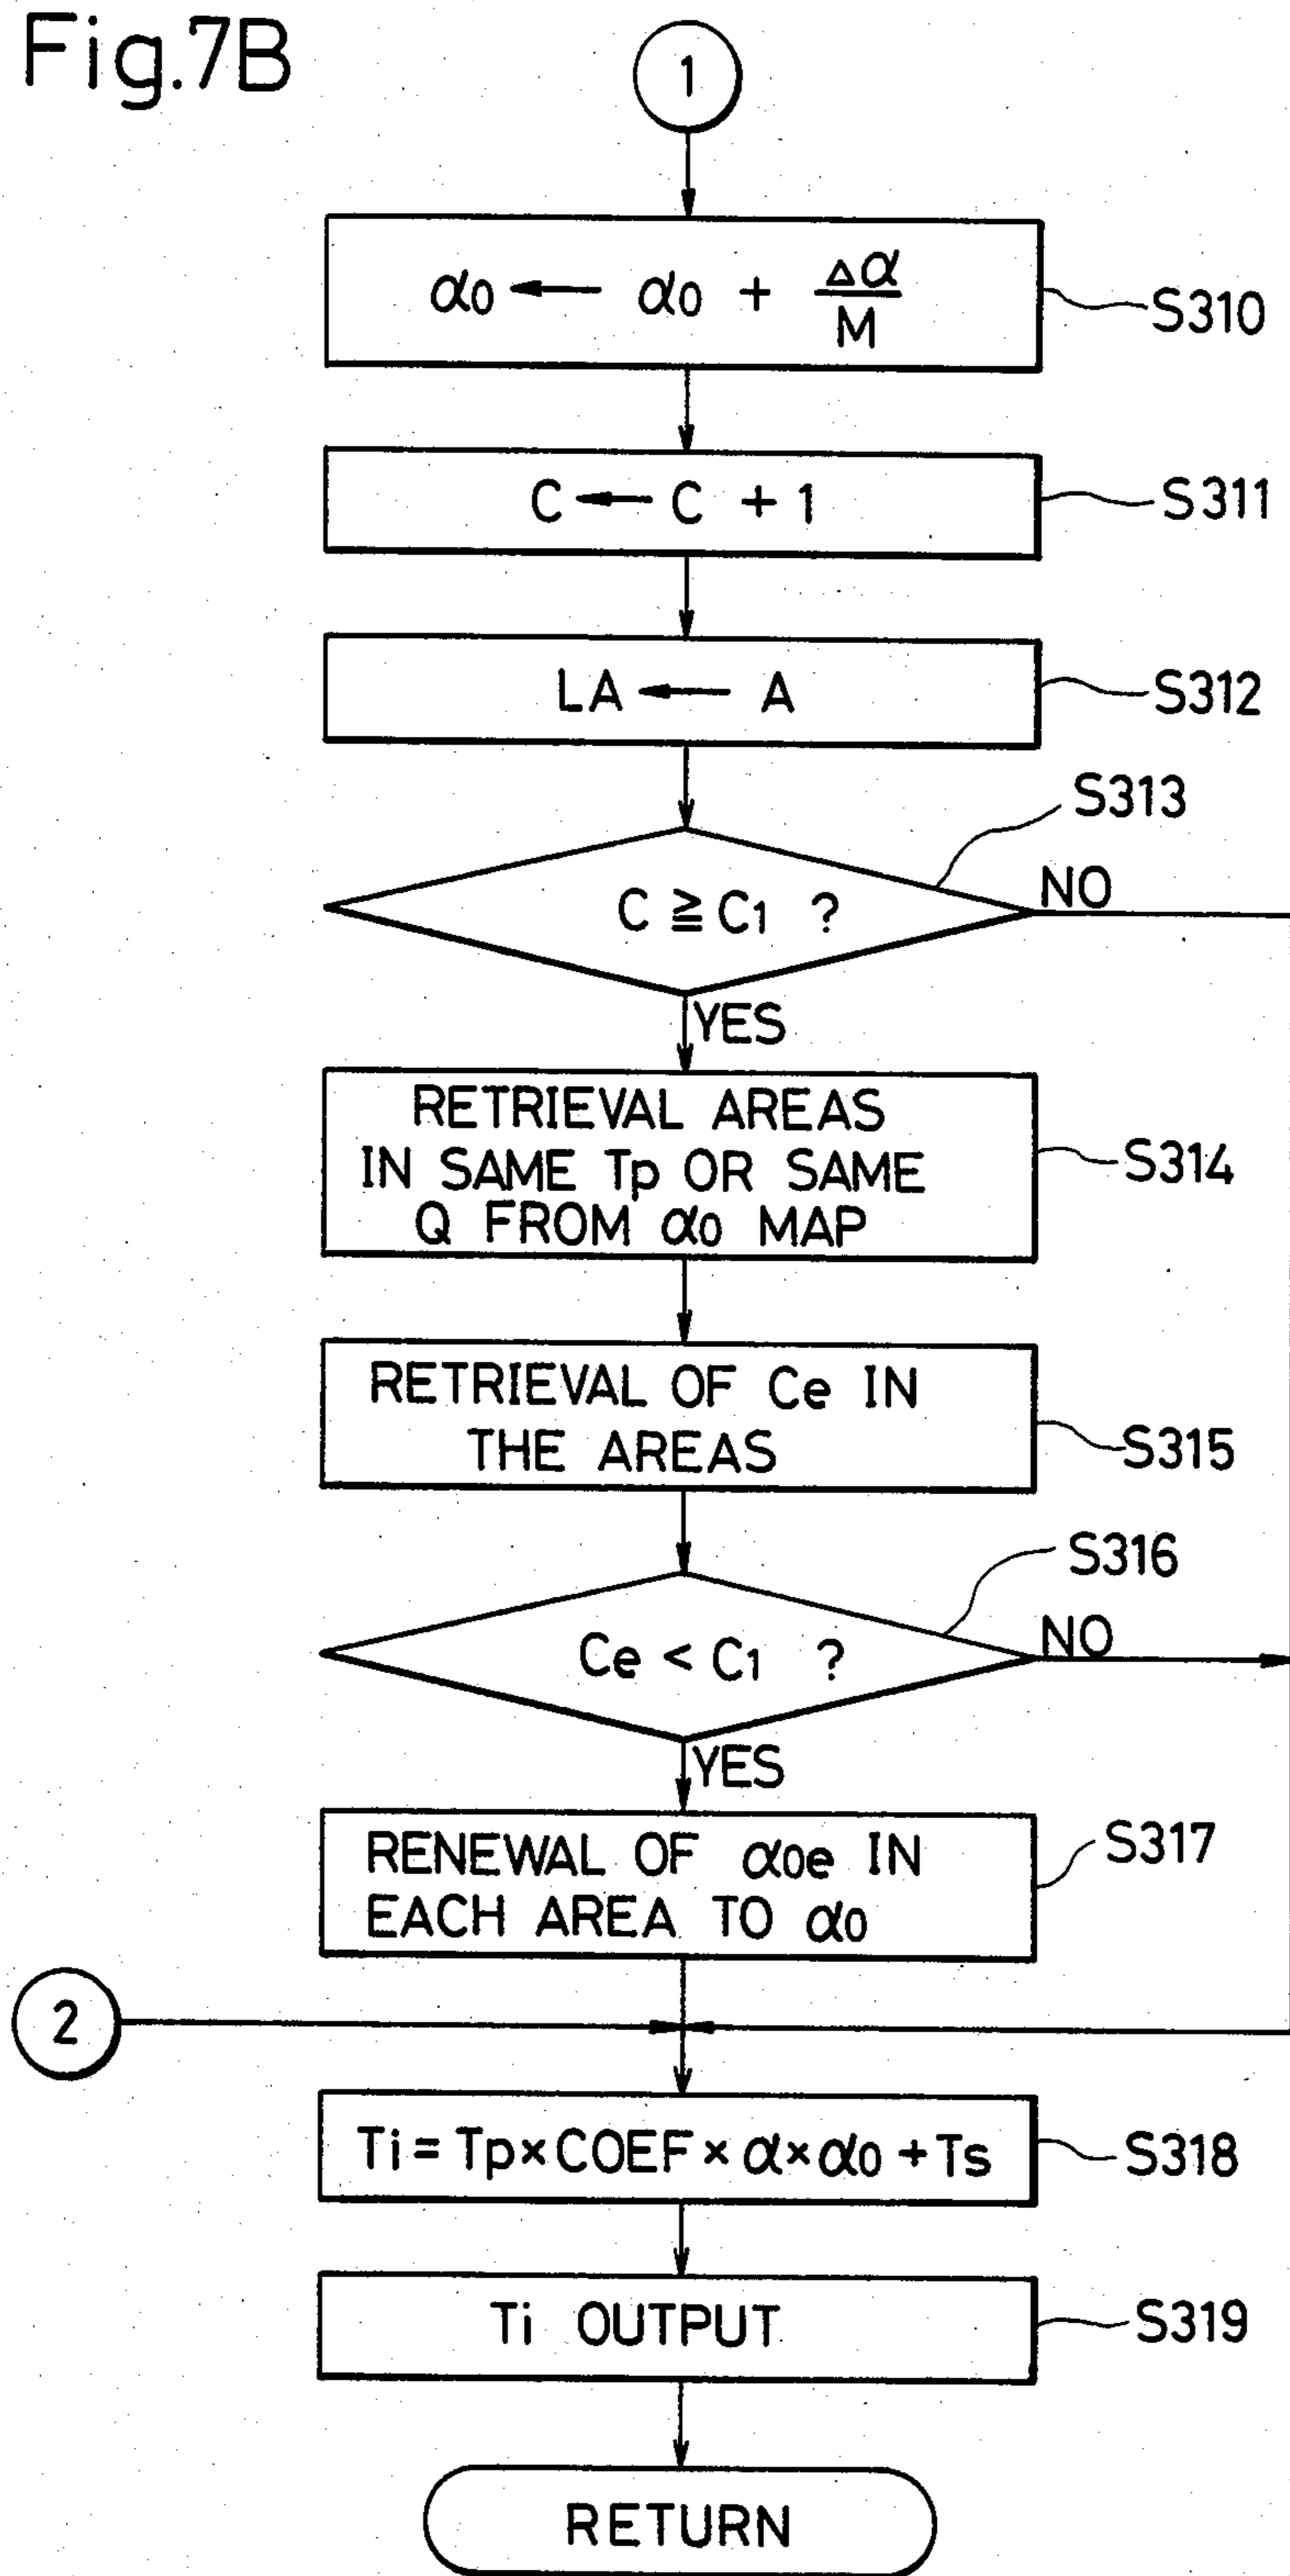 Fig.7B
1
α0 ← α0 + Δα/M
S310
C ← C + 1
S311
LA ← A
S312
S313
C ≧ C1 ?
NO
YES
RETRIEVAL AREAS
IN SAME Tp OR SAME
Q FROM α0 MAP
S314
RETRIEVAL OF Ce IN
THE AREAS
S315
S316
Ce < C1 ?
NO
YES
RENEWAL OF α0e IN
EACH AREA TO α0
S317
2
Ti = Tp×COEF×α×α0 + Ts
S318
Ti OUTPUT
S319
RETURN